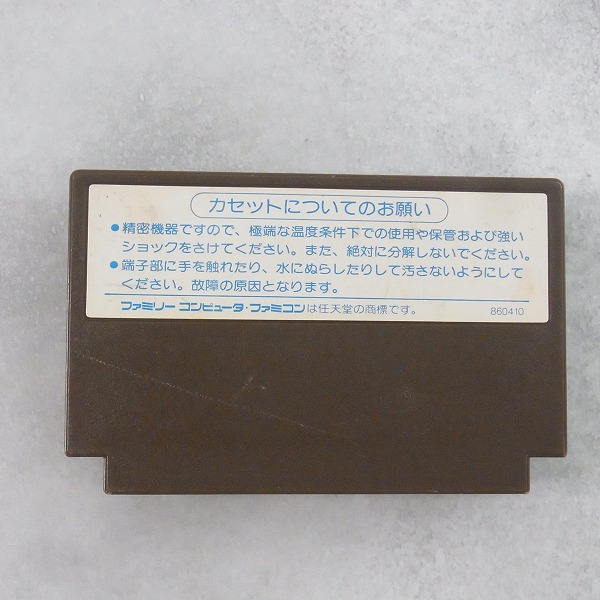 カセットについてのお願い
●精密機器ですので、極端な温度条件下での使用や保管および強い
ショックをさけてください。また、絶対に分解しないでください。
●端子部に手を触れたり、水にぬらしたりして汚さないようにして
ください。故障の原因となります。
ファミリーコンピュータ・ファミコンは任天堂の商標です。 860410